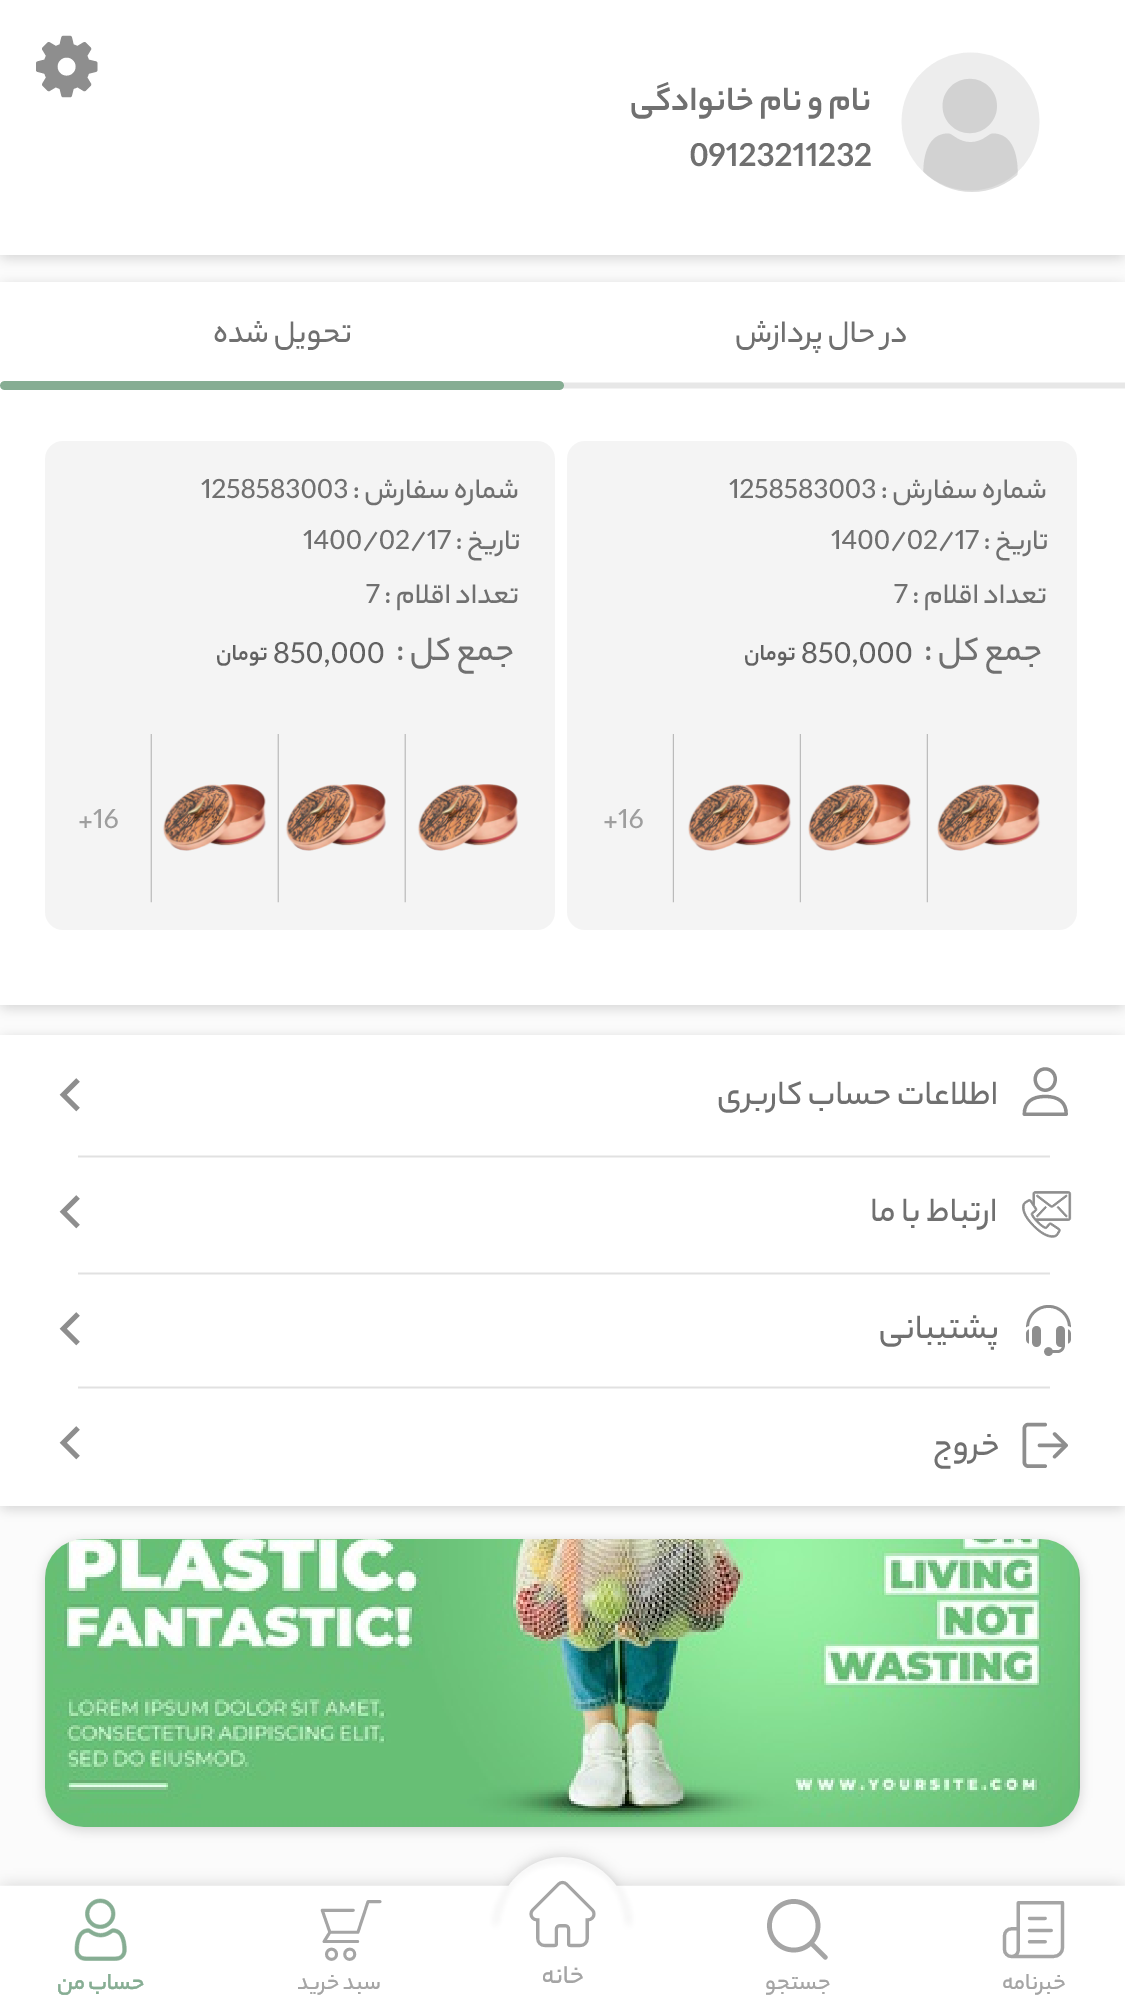 نام و نام خانوادگی
09123211232
در حال پردازش
تحویل شده
شماره سفارش : 1258583003
تاریخ : 1400/02/17
تعداد اقلام : 7
جمع کل : 850,000 تومان
+16
شماره سفارش : 1258583003
تاریخ : 1400/02/17
تعداد اقلام : 7
جمع کل : 850,000 تومان
+16
اطلاعات حساب کاربری
ارتباط با ما
پشتیبانی
خروج
PLASTIC.
FANTASTIC!
LOREM IPSUM DOLOR SIT AMET,
CONSECTETUR ADIPISCING ELIT,
SED DO EIUSMOD.
LIVING
NOT
WASTING
WWW.YOURSITE.COM
خبرنامه
جستجو
خانه
سبد خرید
حساب من